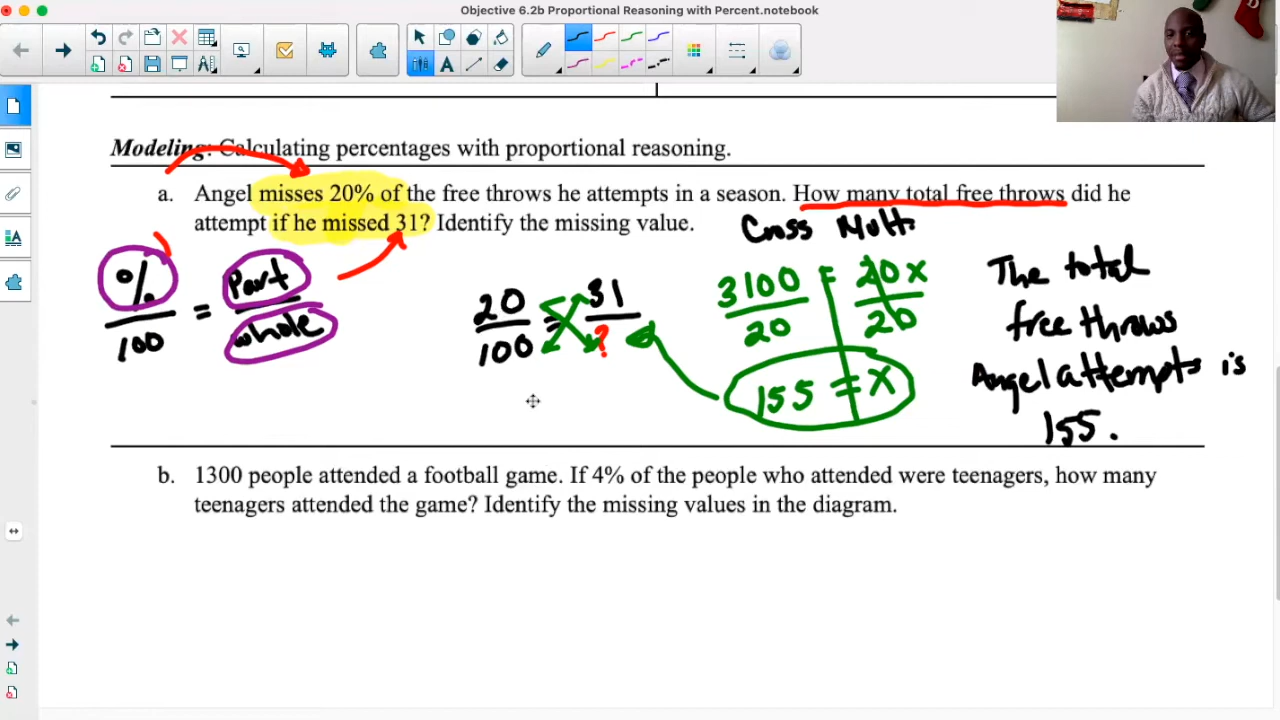 Objective 6.2b Proportional Reasoning with Percent.notebook
Modeling: Calculating percentages with proportional reasoning.
a. Angel misses 20% of the free throws he attempts in a season. How many total free throws did he
attempt if he missed 31? Identify the missing value.
Cross Mult.
% / 100 = Part / whole
20 / 100 = 31 / ?
3100 / 20 = 20x / 20
155 = x
The total
free throws
Angel attempts is
155.
b. 1300 people attended a football game. If 4% of the people who attended were teenagers, how many
teenagers attended the game? Identify the missing values in the diagram.